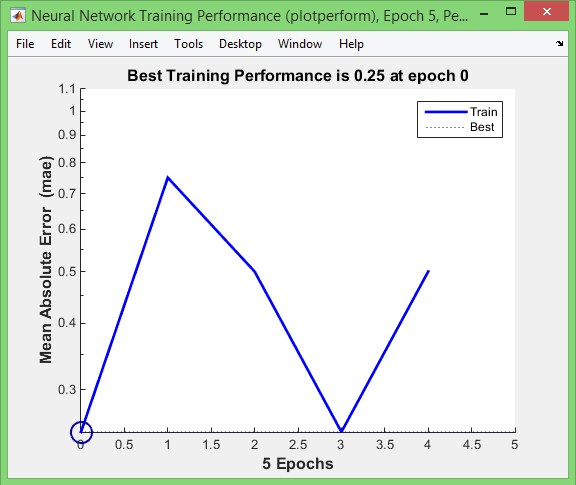 Neural Network Training Performance (plotperform), Epoch 5, Pe...
File Edit View Insert Tools Desktop Window Help
Best Training Performance is 0.25 at epoch 0
Mean Absolute Error (mae)
1.1
1
0.9
0.8
0.7
0.6
0.5
0.4
0.3
Train
Best
0 0.5 1 1.5 2 2.5 3 3.5 4 4.5 5
5 Epochs